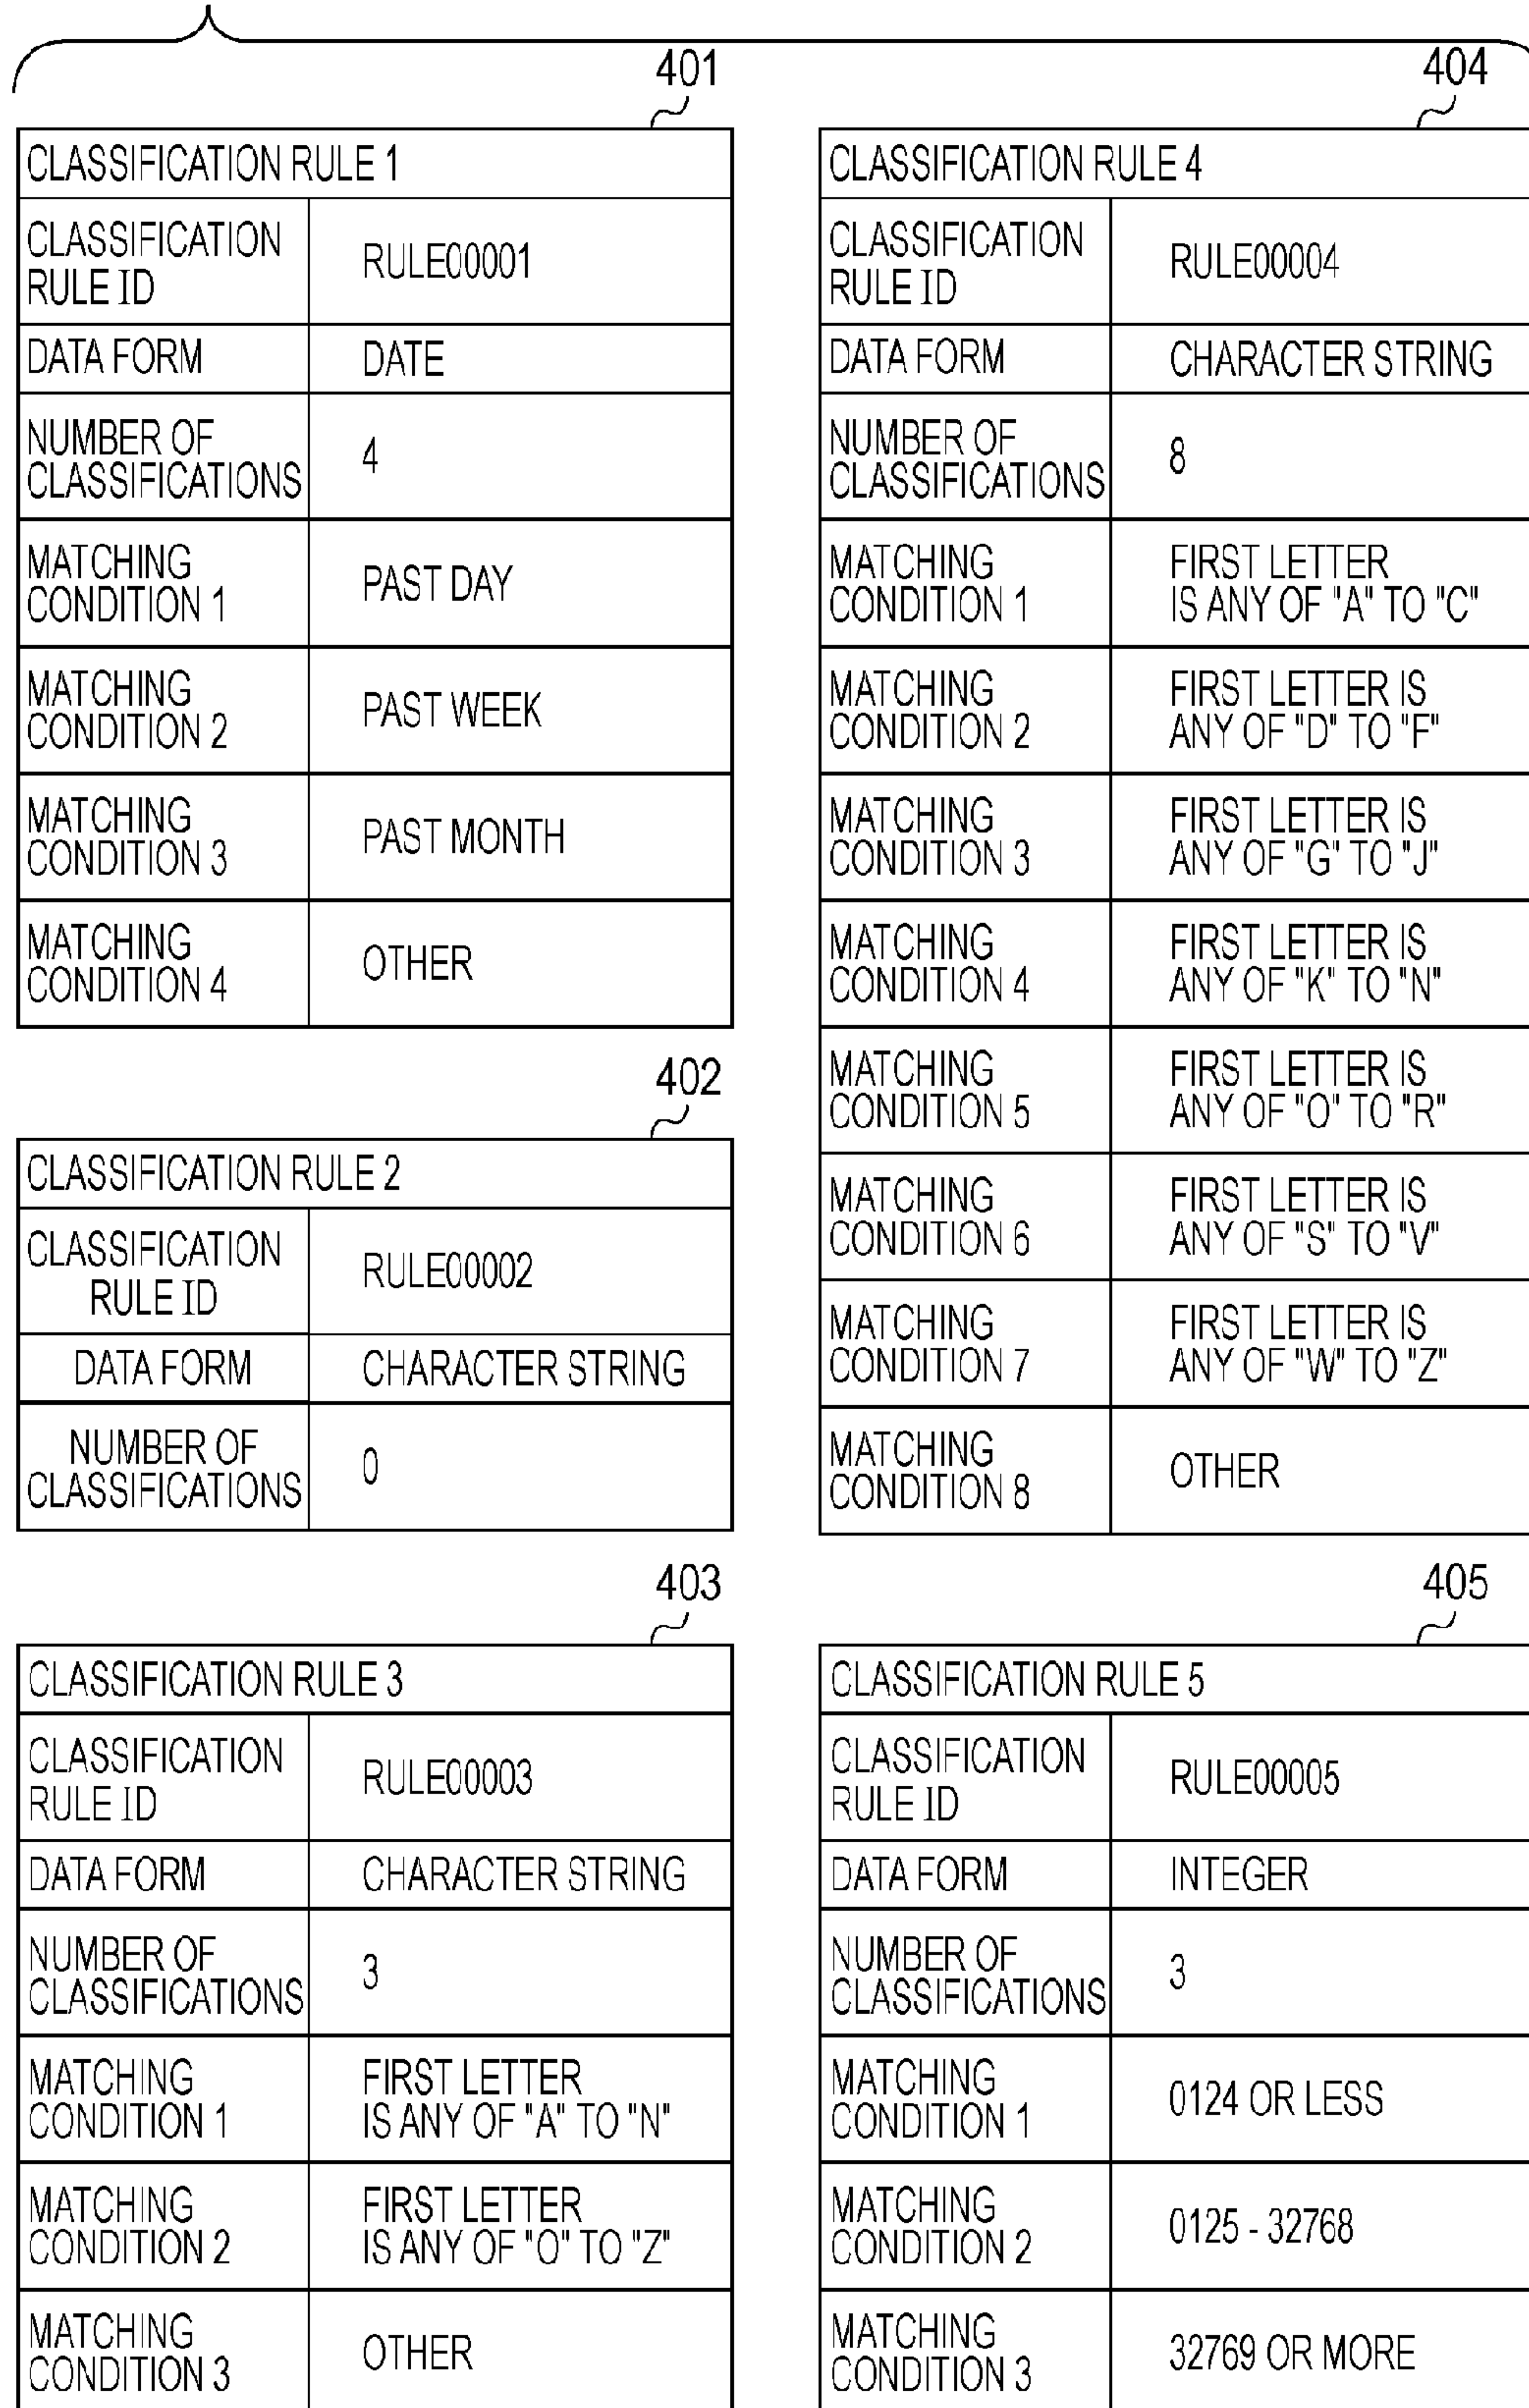 401
CLASSIFICATION RULE 1
CLASSIFICATION
RULE ID
RULE00001
DATA FORM
DATE
NUMBER OF
CLASSIFICATIONS
4
MATCHING
CONDITION 1
PAST DAY
MATCHING
CONDITION 2
PAST WEEK
MATCHING
CONDITION 3
PAST MONTH
MATCHING
CONDITION 4
OTHER
402
CLASSIFICATION RULE 2
CLASSIFICATION
RULE ID
RULE00002
DATA FORM
CHARACTER STRING
NUMBER OF
CLASSIFICATIONS
0
403
CLASSIFICATION RULE 3
CLASSIFICATION
RULE ID
RULE00003
DATA FORM
CHARACTER STRING
NUMBER OF
CLASSIFICATIONS
3
MATCHING
CONDITION 1
FIRST LETTER
IS ANY OF "A" TO "N"
MATCHING
CONDITION 2
FIRST LETTER
IS ANY OF "O" TO "Z"
MATCHING
CONDITION 3
OTHER
404
CLASSIFICATION RULE 4
CLASSIFICATION
RULE ID
RULE00004
DATA FORM
CHARACTER STRING
NUMBER OF
CLASSIFICATIONS
8
MATCHING
CONDITION 1
FIRST LETTER
IS ANY OF "A" TO "C"
MATCHING
CONDITION 2
FIRST LETTER IS
ANY OF "D" TO "F"
MATCHING
CONDITION 3
FIRST LETTER IS
ANY OF "G" TO "J"
MATCHING
CONDITION 4
FIRST LETTER IS
ANY OF "K" TO "N"
MATCHING
CONDITION 5
FIRST LETTER IS
ANY OF "O" TO "R"
MATCHING
CONDITION 6
FIRST LETTER IS
ANY OF "S" TO "V"
MATCHING
CONDITION 7
FIRST LETTER IS
ANY OF "W" TO "Z"
MATCHING
CONDITION 8
OTHER
405
CLASSIFICATION RULE 5
CLASSIFICATION
RULE ID
RULE00005
DATA FORM
INTEGER
NUMBER OF
CLASSIFICATIONS
3
MATCHING
CONDITION 1
0124 OR LESS
MATCHING
CONDITION 2
0125 - 32768
MATCHING
CONDITION 3
32769 OR MORE